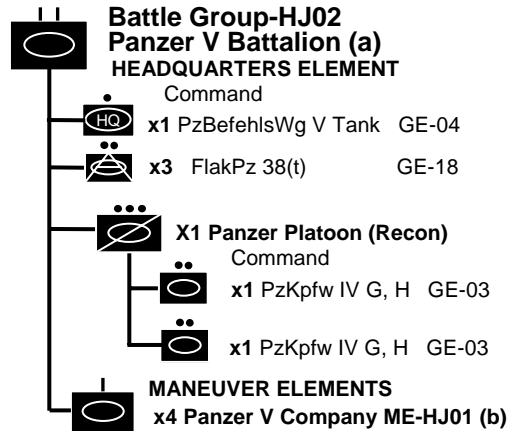 Battle Group-HJ02
Panzer V Battalion (a)
HEADQUARTERS ELEMENT
Command
HQ x1 PzBefehlsWg V Tank GE-04
x3 FlakPz 38(t) GE-18
X1 Panzer Platoon (Recon)
Command
x1 PzKpfw IV G, H GE-03
x1 PzKpfw IV G, H GE-03
MANEUVER ELEMENTS
x4 Panzer V Company ME-HJ01 (b)